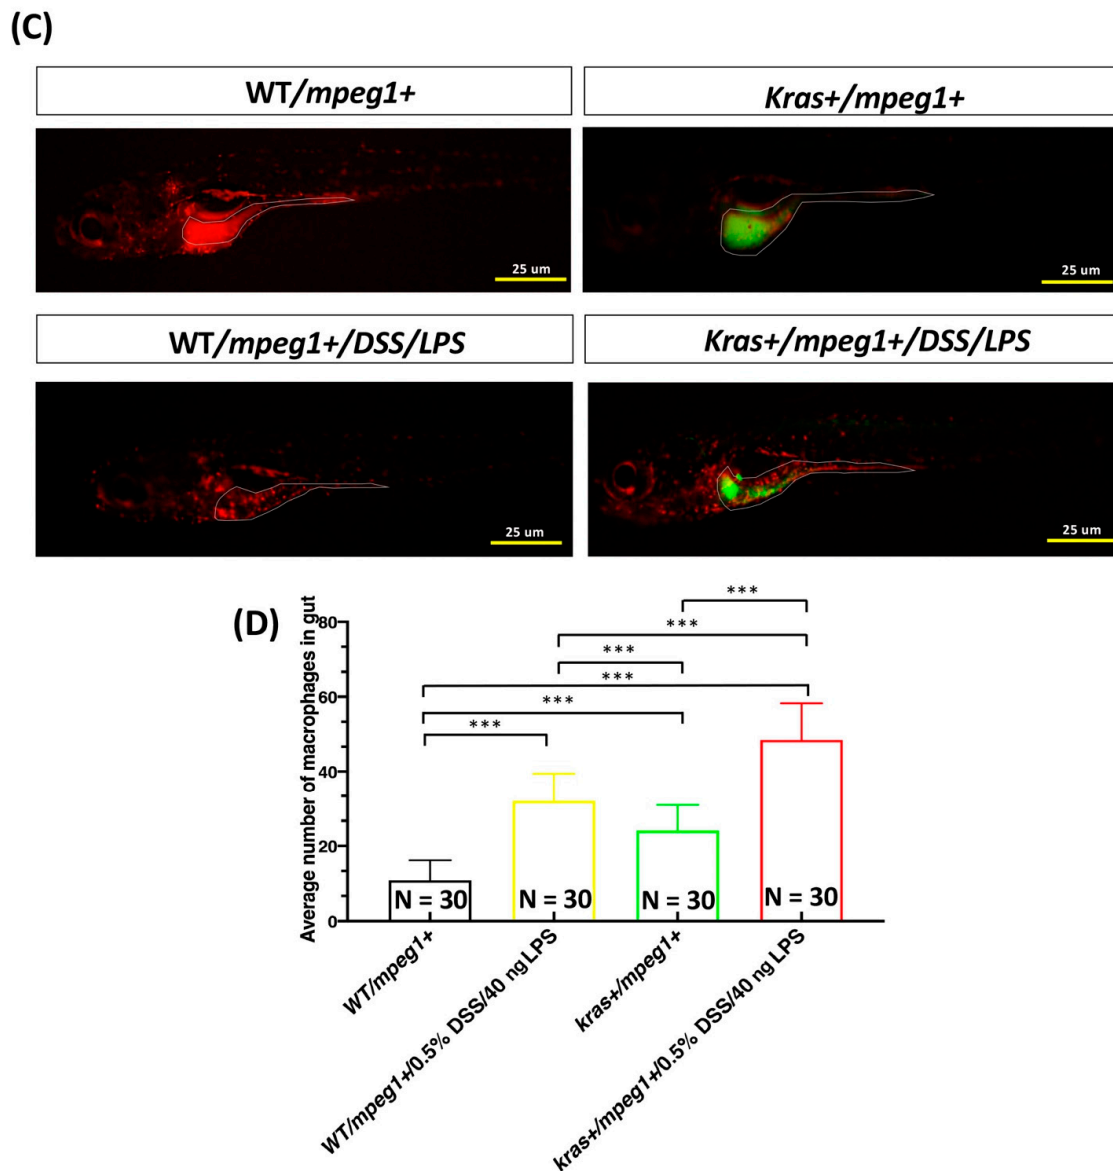 (C)
WT/mpeg1+
Kras+/mpeg1+
25 um
25 um
WT/mpeg1+/DSS/LPS
Kras+/mpeg1+/DSS/LPS
25 um
25 um
(D)
Average number of macrophages in gut
80
60
40
20
0
***
***
***
***
***
***
N = 30
N = 30
N = 30
N = 30
WT/mpeg1+
WT/mpeg1+/0.5% DSS/40 ng LPS
kras+/mpeg1+
kras+/mpeg1+/0.5% DSS/40 ng LPS